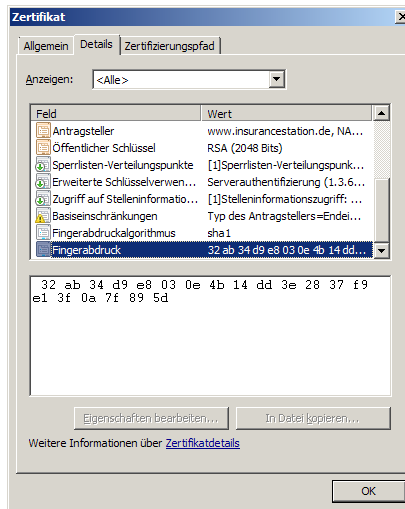 Zertifikat
Allgemein Details Zertifizierungspfad
Anzeigen: <Alle>
Feld Wert
Antragsteller www.insurancestation.de, NA...
Öffentlicher Schlüssel RSA (2048 Bits)
Sperrlisten-Verteilungspunkte [1]Sperrlisten-Verteilungspunk...
Erweiterte Schlüsselverwen... Serverauthentifizierung (1.3.6...
Zugriff auf Stelleninformatio... [1]Stelleninformationszugriff: ...
Basiseinschränkungen Typ des Antragstellers=Endei...
Fingerabdruckalgorithmus sha1
Fingerabdruck 32 ab 34 d9 e8 03 0e 4b 14 dd...
32 ab 34 d9 e8 03 0e 4b 14 dd 3e 28 37 f9
e1 3f 0a 7f 89 5d
Eigenschaften bearbeiten... In Datei kopieren...
Weitere Informationen über Zertifikatdetails
OK